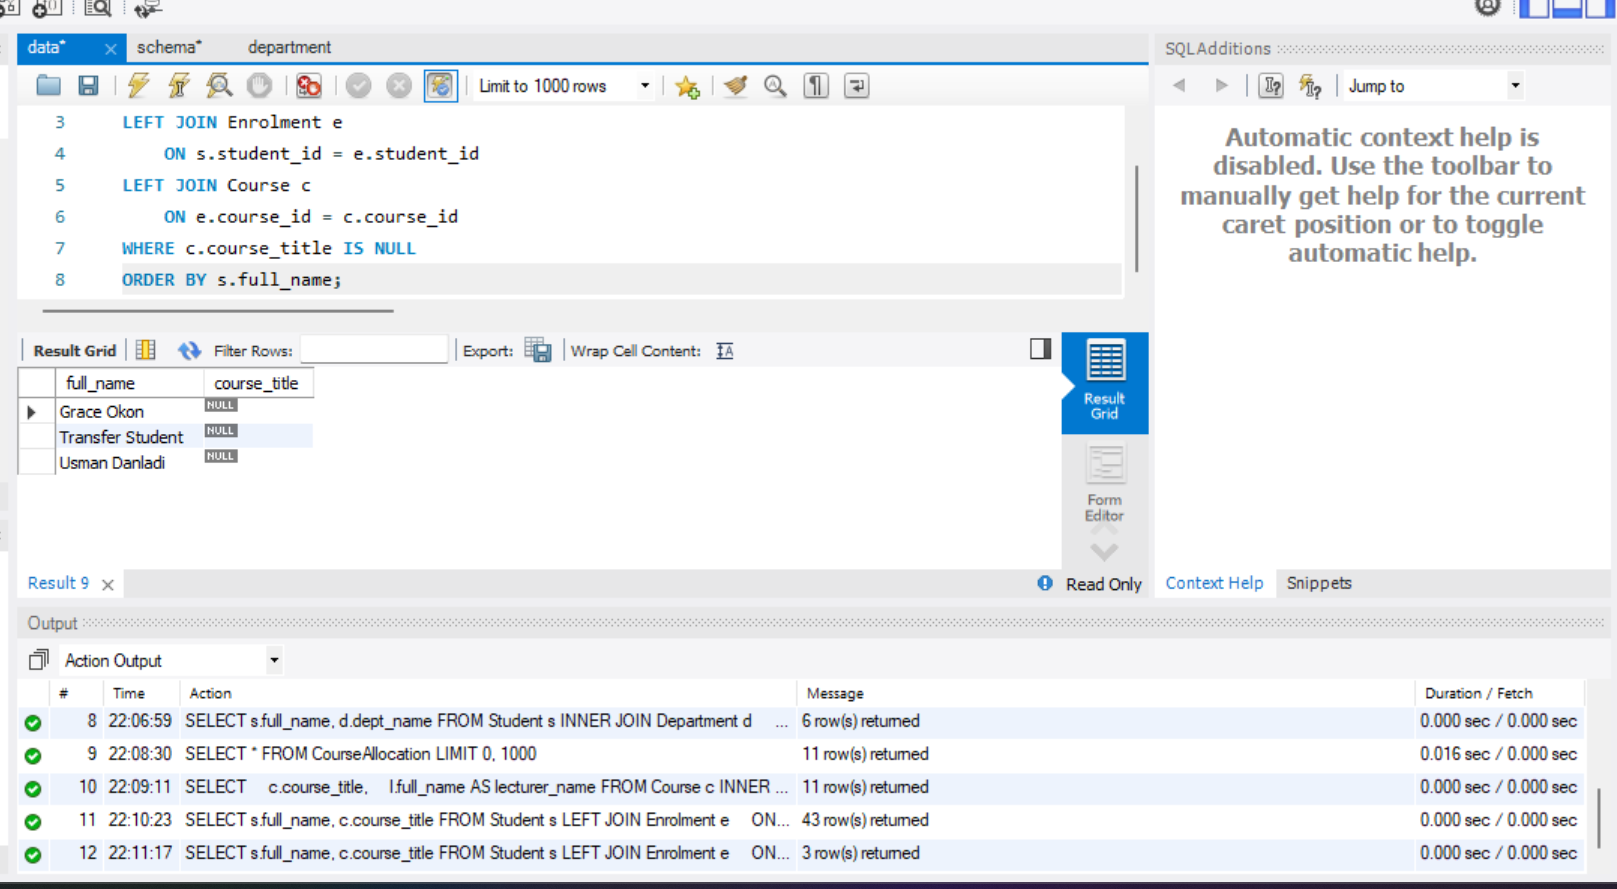 data* schema* department
Limit to 1000 rows
3 LEFT JOIN Enrolment e
4 ON s.student_id = e.student_id
5 LEFT JOIN Course c
6 ON e.course_id = c.course_id
7 WHERE c.course_title IS NULL
8 ORDER BY s.full_name;
Result Grid Filter Rows: Export: Wrap Cell Content:
full_name course_title
Grace Okon NULL
Transfer Student NULL
Usman Danladi NULL
Result
Grid
Form
Editor
Result 9 Read Only
SQLAdditions
Jump to
Automatic context help is
disabled. Use the toolbar to
manually get help for the current
caret position or to toggle
automatic help.
Context Help Snippets
Output
Action Output
# Time Action Message Duration / Fetch
8 22:06:59 SELECT s.full_name, d.dept_name FROM Student s INNER JOIN Department d ... 6 row(s) returned 0.000 sec / 0.000 sec
9 22:08:30 SELECT * FROM CourseAllocation LIMIT 0, 1000 11 row(s) returned 0.016 sec / 0.000 sec
10 22:09:11 SELECT c.course_title, l.full_name AS lecturer_name FROM Course c INNER ... 11 row(s) returned 0.000 sec / 0.000 sec
11 22:10:23 SELECT s.full_name, c.course_title FROM Student s LEFT JOIN Enrolment e ON... 43 row(s) returned 0.000 sec / 0.000 sec
12 22:11:17 SELECT s.full_name, c.course_title FROM Student s LEFT JOIN Enrolment e ON... 3 row(s) returned 0.000 sec / 0.000 sec